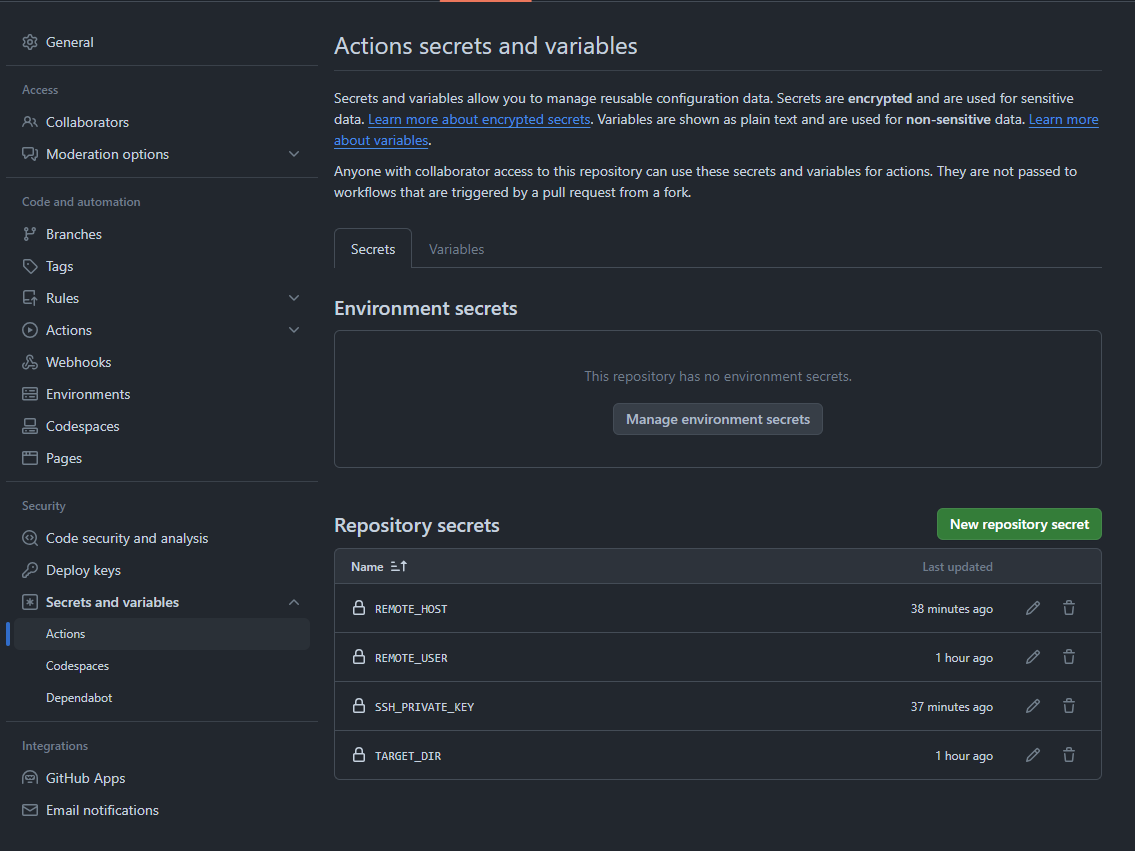 General
Access
Collaborators
Moderation options
Code and automation
Branches
Tags
Rules
Actions
Webhooks
Environments
Codespaces
Pages
Security
Code security and analysis
Deploy keys
Secrets and variables
Actions
Codespaces
Dependabot
Integrations
GitHub Apps
Email notifications
Actions secrets and variables
Secrets and variables allow you to manage reusable configuration data. Secrets are encrypted and are used for sensitive
data. Learn more about encrypted secrets. Variables are shown as plain text and are used for non-sensitive data. Learn more
about variables.
Anyone with collaborator access to this repository can use these secrets and variables for actions. They are not passed to
workflows that are triggered by a pull request from a fork.
Secrets Variables
Environment secrets
This repository has no environment secrets.
Manage environment secrets
Repository secrets New repository secret
Name Last updated
REMOTE_HOST 38 minutes ago
REMOTE_USER 1 hour ago
SSH_PRIVATE_KEY 37 minutes ago
TARGET_DIR 1 hour ago